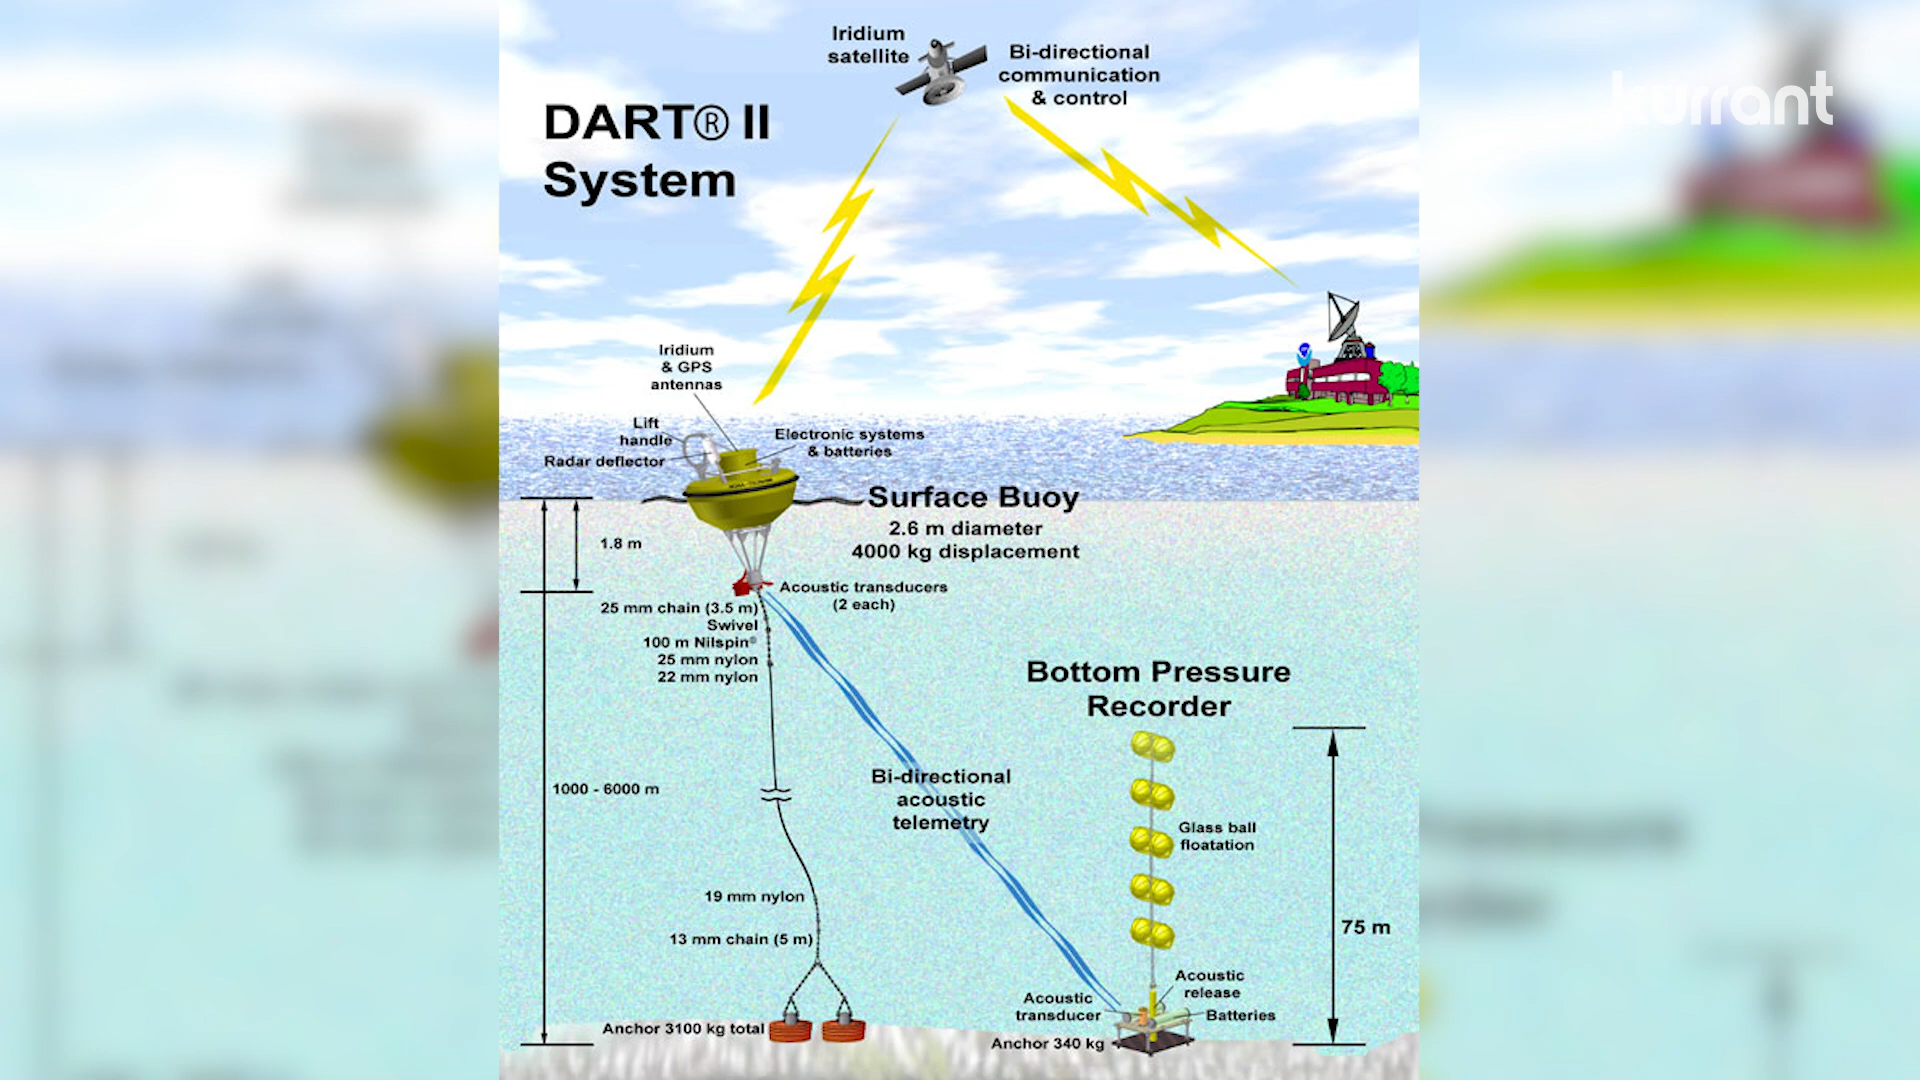 Iridium
satellite
Bi-directional
communication
& control
kurrant
DART® II
System
Iridium
& GPS
antennas
Lift
handle
Radar deflector
Electronic systems
& batteries
Surface Buoy
2.6 m diameter
4000 kg displacement
1.8 m
Acoustic transducers
(2 each)
25 mm chain (3.5 m)
Swivel
100 m Nilspin®
25 mm nylon
22 mm nylon
Bottom Pressure
Recorder
Bi-directional
acoustic
telemetry
1000 - 6000 m
Glass ball
floatation
19 mm nylon
13 mm chain (5 m)
75 m
Acoustic
release
Acoustic
transducer
Batteries
Anchor 3100 kg total
Anchor 340 kg